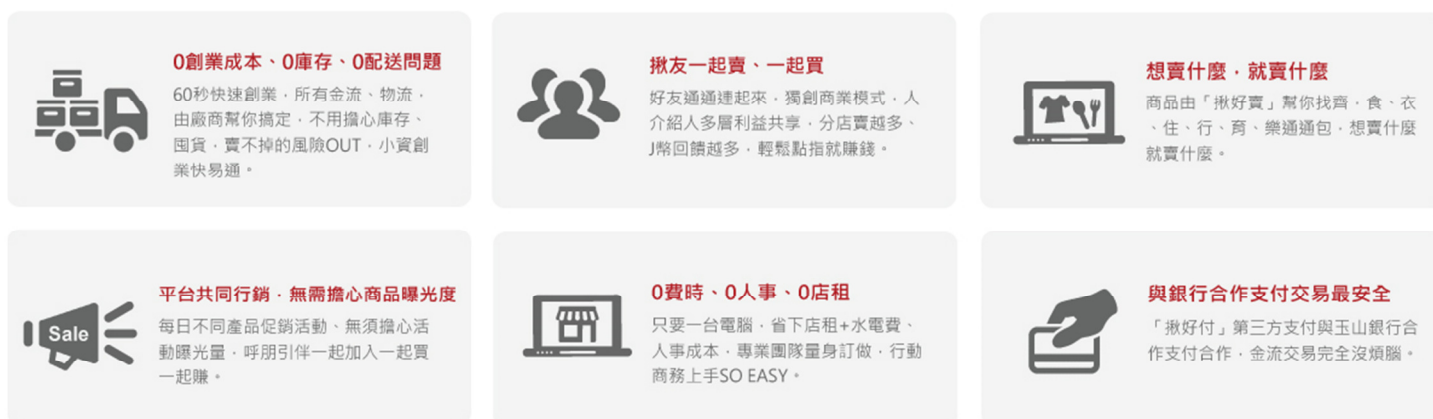 0創業成本、0庫存、0配送問題
60秒快速創業，所有金流、物流，
由廠商幫你搞定，不用擔心庫存、
囤貨，賣不掉的風險OUT，小資創
業快易通。
揪友一起賣、一起買
好友通通連起來，獨創商業模式，人
介紹人多層利益共享，分店賣越多、
J幣回饋越多，輕鬆點指就賺錢。
想賣什麼，就賣什麼
商品由「揪好賣」幫你找齊，食、衣
、住、行、育、樂通通包，想賣什麼
就賣什麼。
平台共同行銷，無需擔心商品曝光度
Sale
每日不同產品促銷活動、無須擔心活
動曝光量，呼朋引伴一起加入一起買
一起賺。
0費時、0人事、0店租
只要一台電腦，省下店租+水電費、
人事成本，專業團隊量身訂做，行動
商務上手SO EASY。
與銀行合作支付交易最安全
「揪好付」第三方支付與玉山銀行合
作支付合作，金流交易完全沒煩腦。